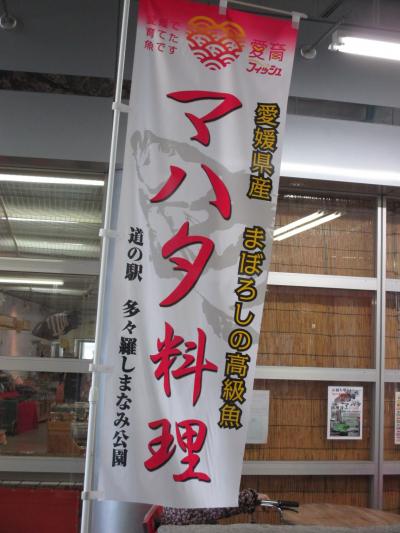 愛媛で
育てた
魚です
愛育
フィッシュ
愛媛県産 まぼろしの高級魚
マハタ料理
道の駅 多々羅しまなみ公園